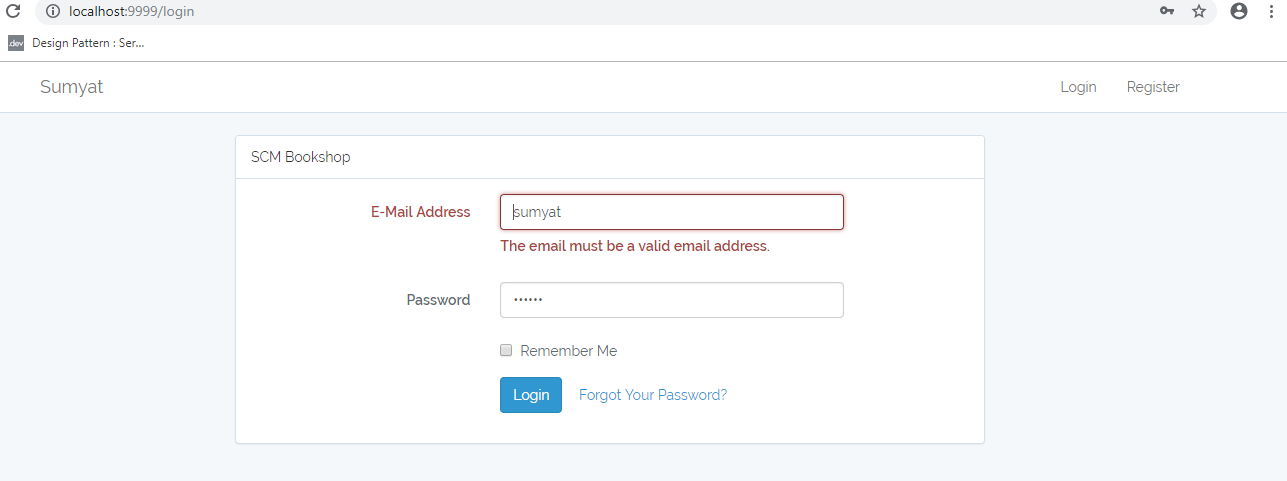 localhost:9999/login
.dev Design Pattern : Ser...
Sumyat Login Register
SCM Bookshop
E-Mail Address sumyat
The email must be a valid email address.
Password ••••••
Remember Me
Login Forgot Your Password?